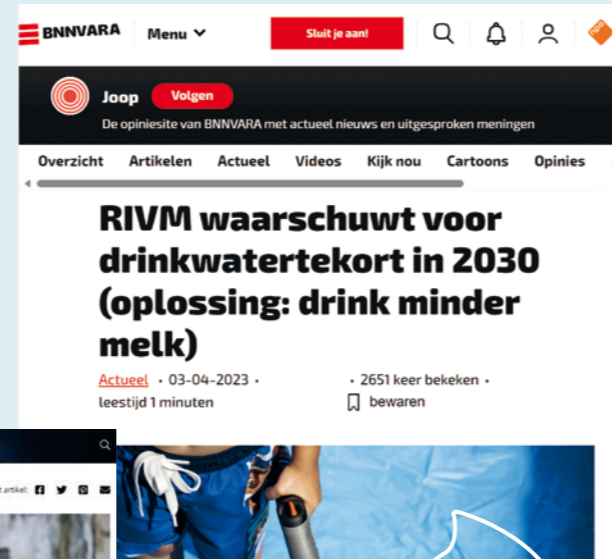 BNNVARA Menu Sluit je aan! npo
Joop Volgen
De opiniesite van BNNVARA met actueel nieuws en uitgesproken meningen
Overzicht Artikelen Actueel Videos Kijk nou Cartoons Opinies
RIVM waarschuwt voor
drinkwatertekort in 2030
(oplossing: drink minder
melk)
Actueel · 03-04-2023 · · 2651 keer bekeken ·
leestijd 1 minuten bewaren
t artikel: